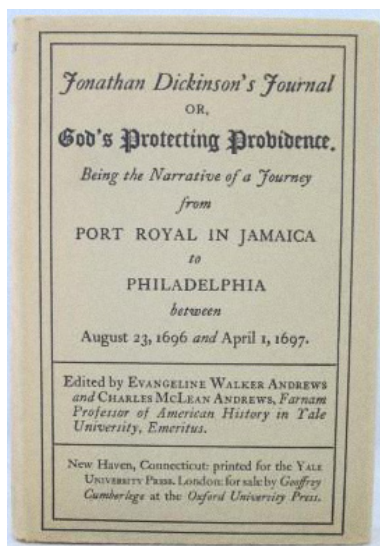 Jonathan Dickinson's Journal
OR,
God's Protecting Providence.
Being the Narrative of a Journey
from
PORT ROYAL IN JAMAICA
to
PHILADELPHIA
between
August 23, 1696 and April 1, 1697.
Edited by EVANGELINE WALKER ANDREWS
and CHARLES MCLEAN ANDREWS, Farnam
Professor of American History in Yale
University, Emeritus.
New Haven, Connecticut: printed for the YALE
UNIVERSITY PRESS. London: for sale by Geoffrey
Cumberlege at the Oxford University Press.